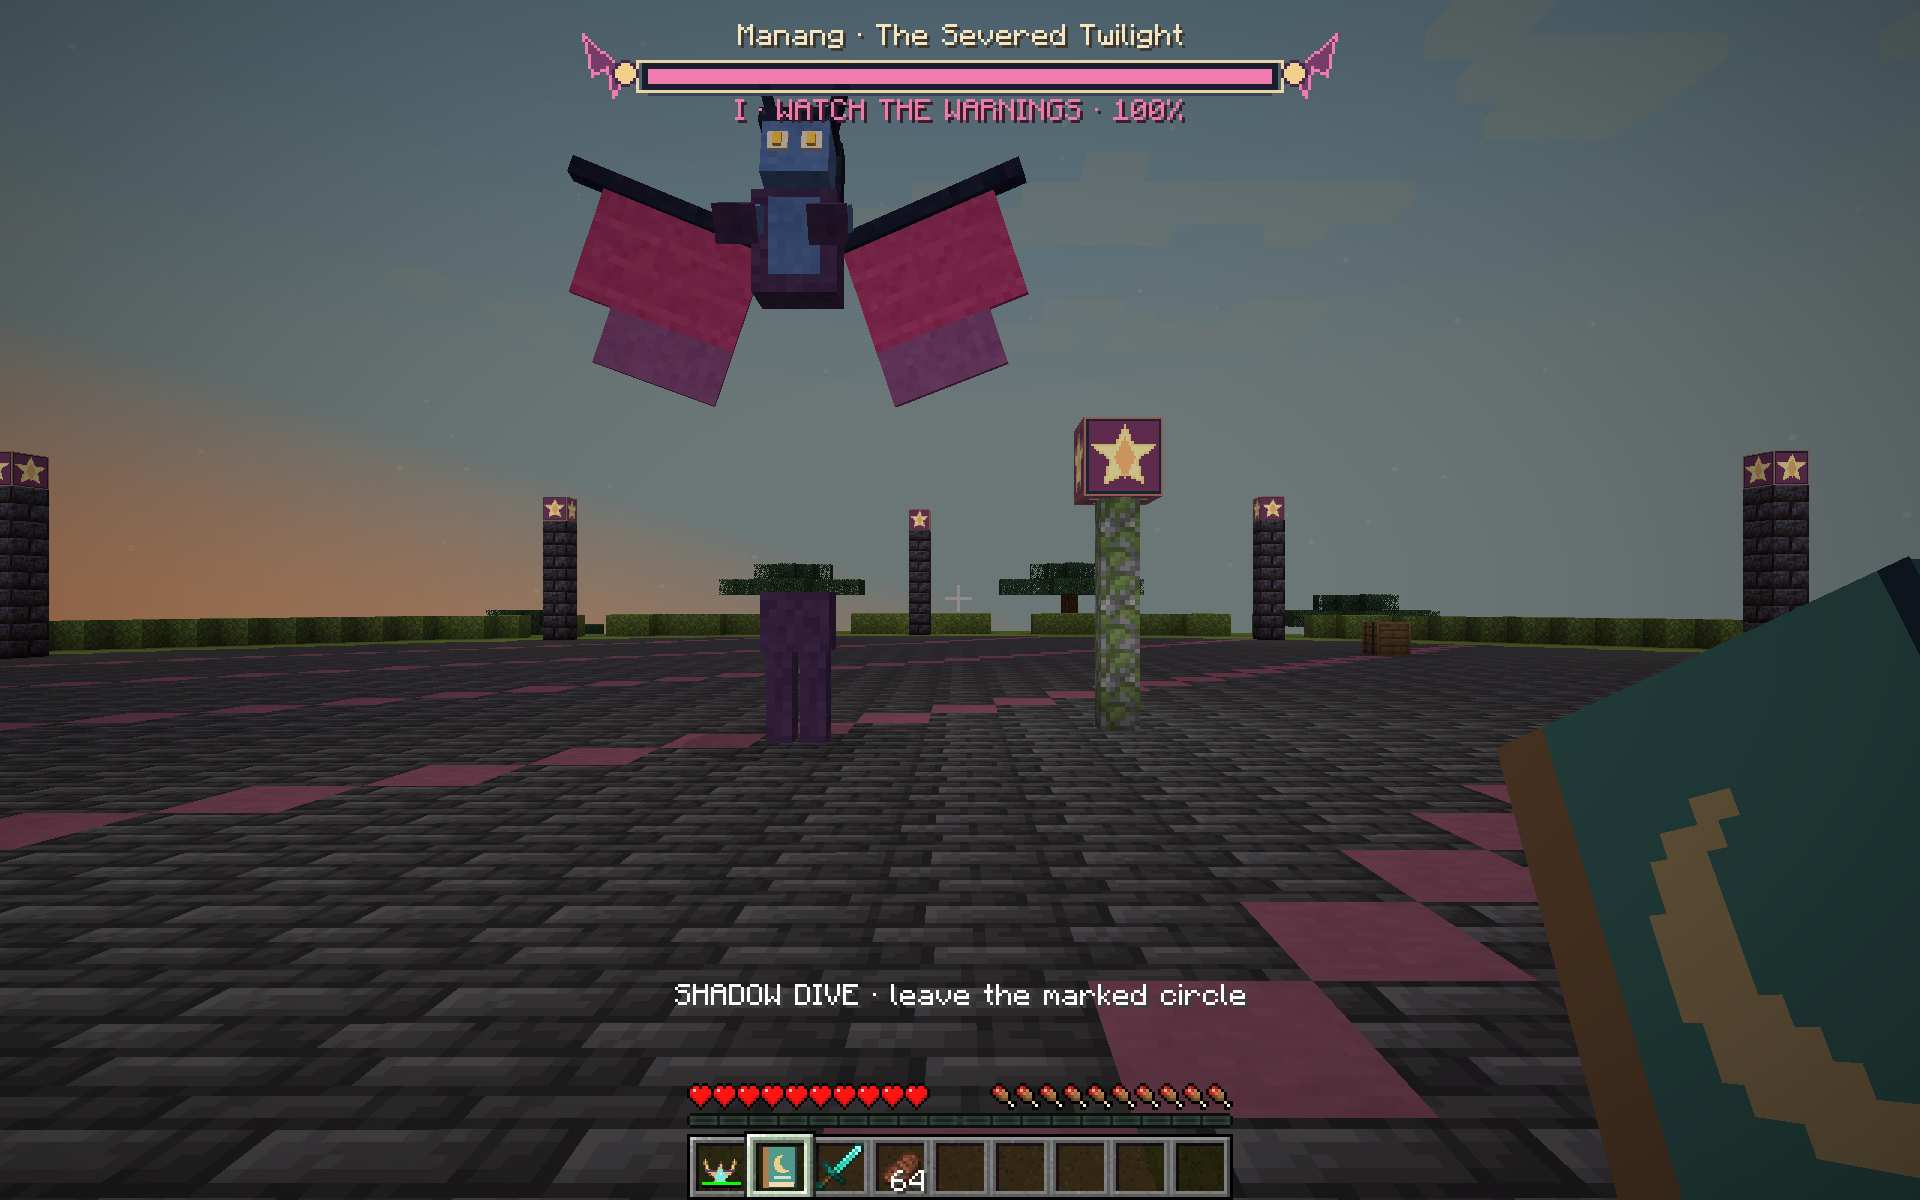 Manang · The Severed Twilight
I · WATCH THE WARNINGS · 100%
SHADOW DIVE · leave the marked circle
64